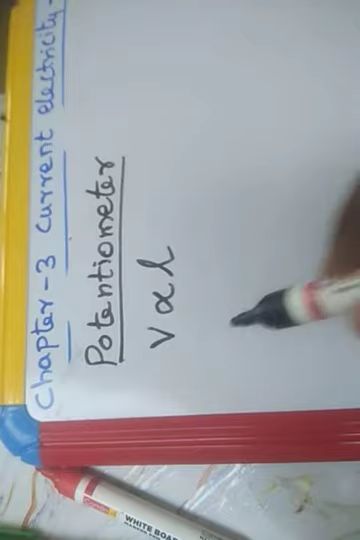 Chapter-3 Current electricity-
Potentiometer
V α l
WHITE BOARD